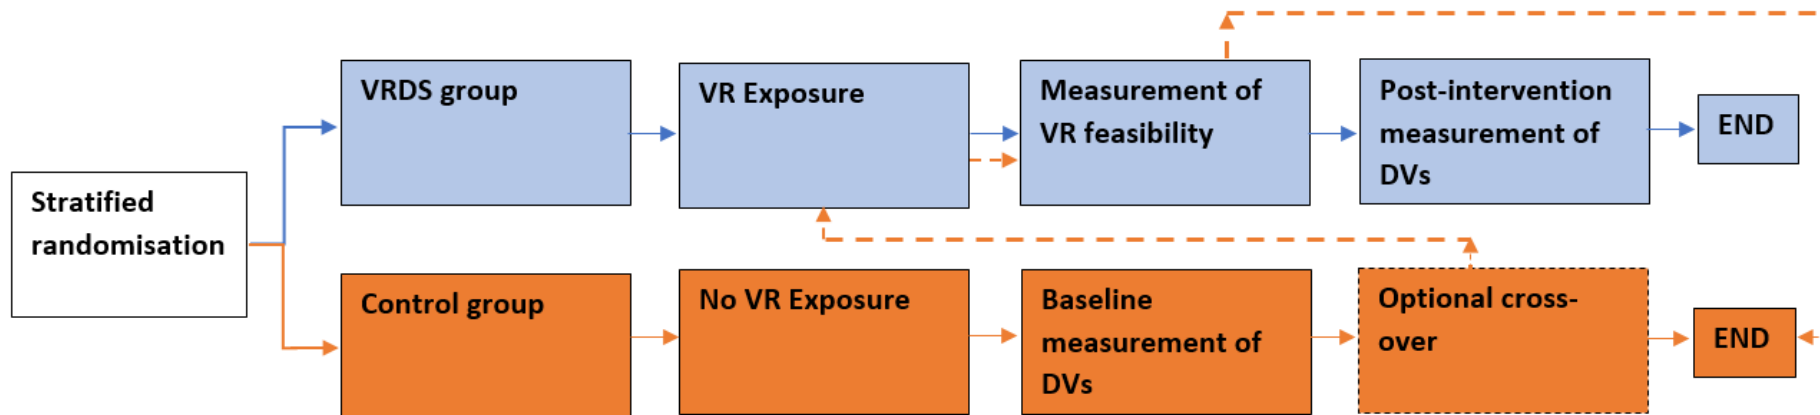 VRDS group
VR Exposure
Measurement of
VR feasibility
Post-intervention
measurement of
DVs
END
Stratified
randomisation
Control group
No VR Exposure
Baseline
measurement of
DVs
Optional cross-
over
END